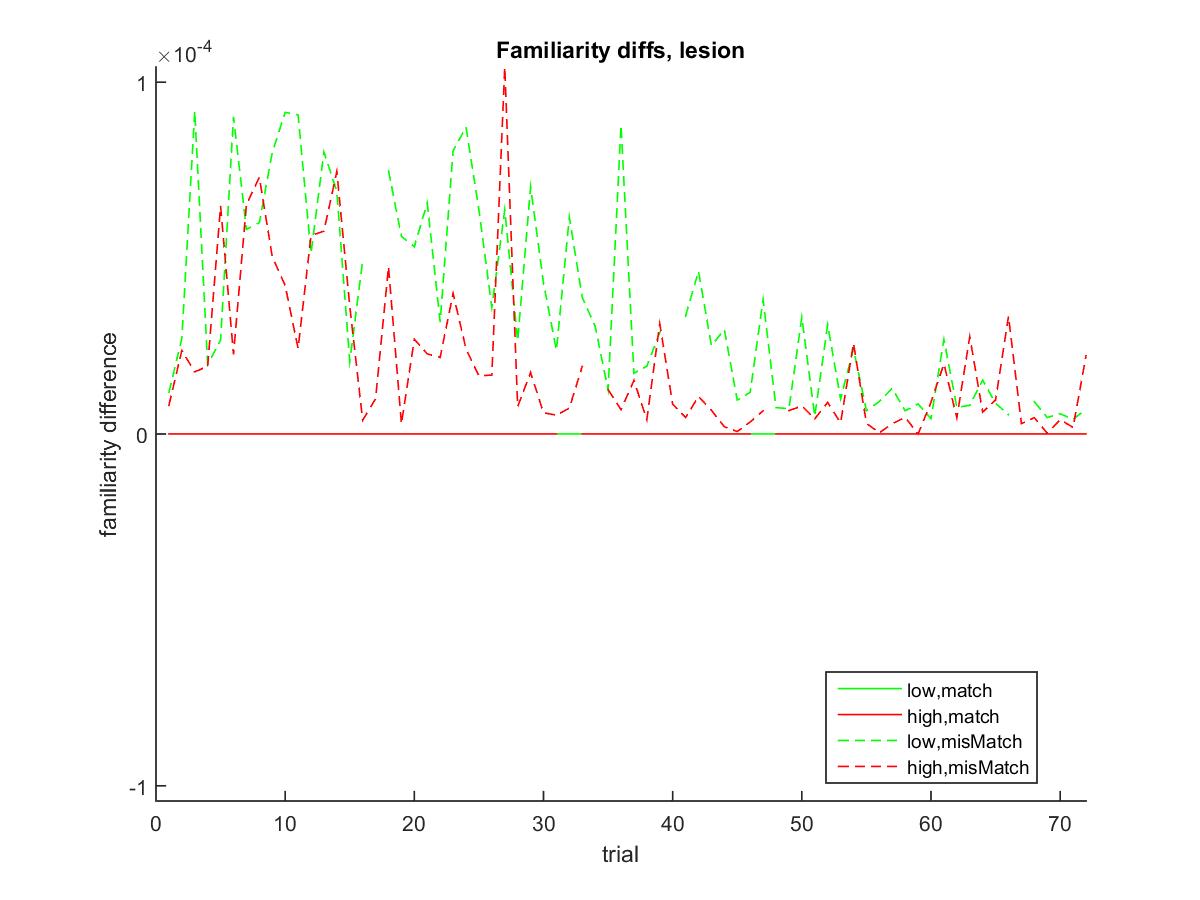 ×10-4
Familiarity diffs, lesion
1
0
-1
familiarity difference
low,match
high,match
low,misMatch
high,misMatch
0 10 20 30 40 50 60 70
trial